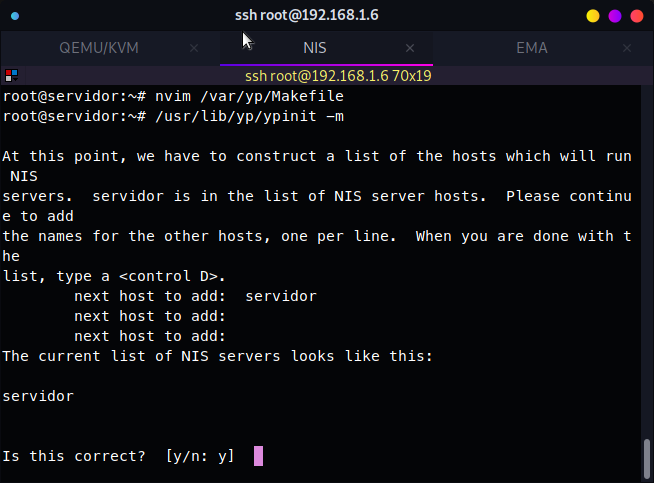 ssh root@192.168.1.6
QEMU/KVM × NIS × EMA ×
ssh root@192.168.1.6 70x19
root@servidor:~# nvim /var/yp/Makefile
root@servidor:~# /usr/lib/yp/ypinit -m
At this point, we have to construct a list of the hosts which will run
 NIS
servers.  servidor is in the list of NIS server hosts.  Please continu
e to add
the names for the other hosts, one per line.  When you are done with t
he
list, type a <control D>.
        next host to add:  servidor
        next host to add:
        next host to add:
The current list of NIS servers looks like this:
servidor
Is this correct?  [y/n: y]